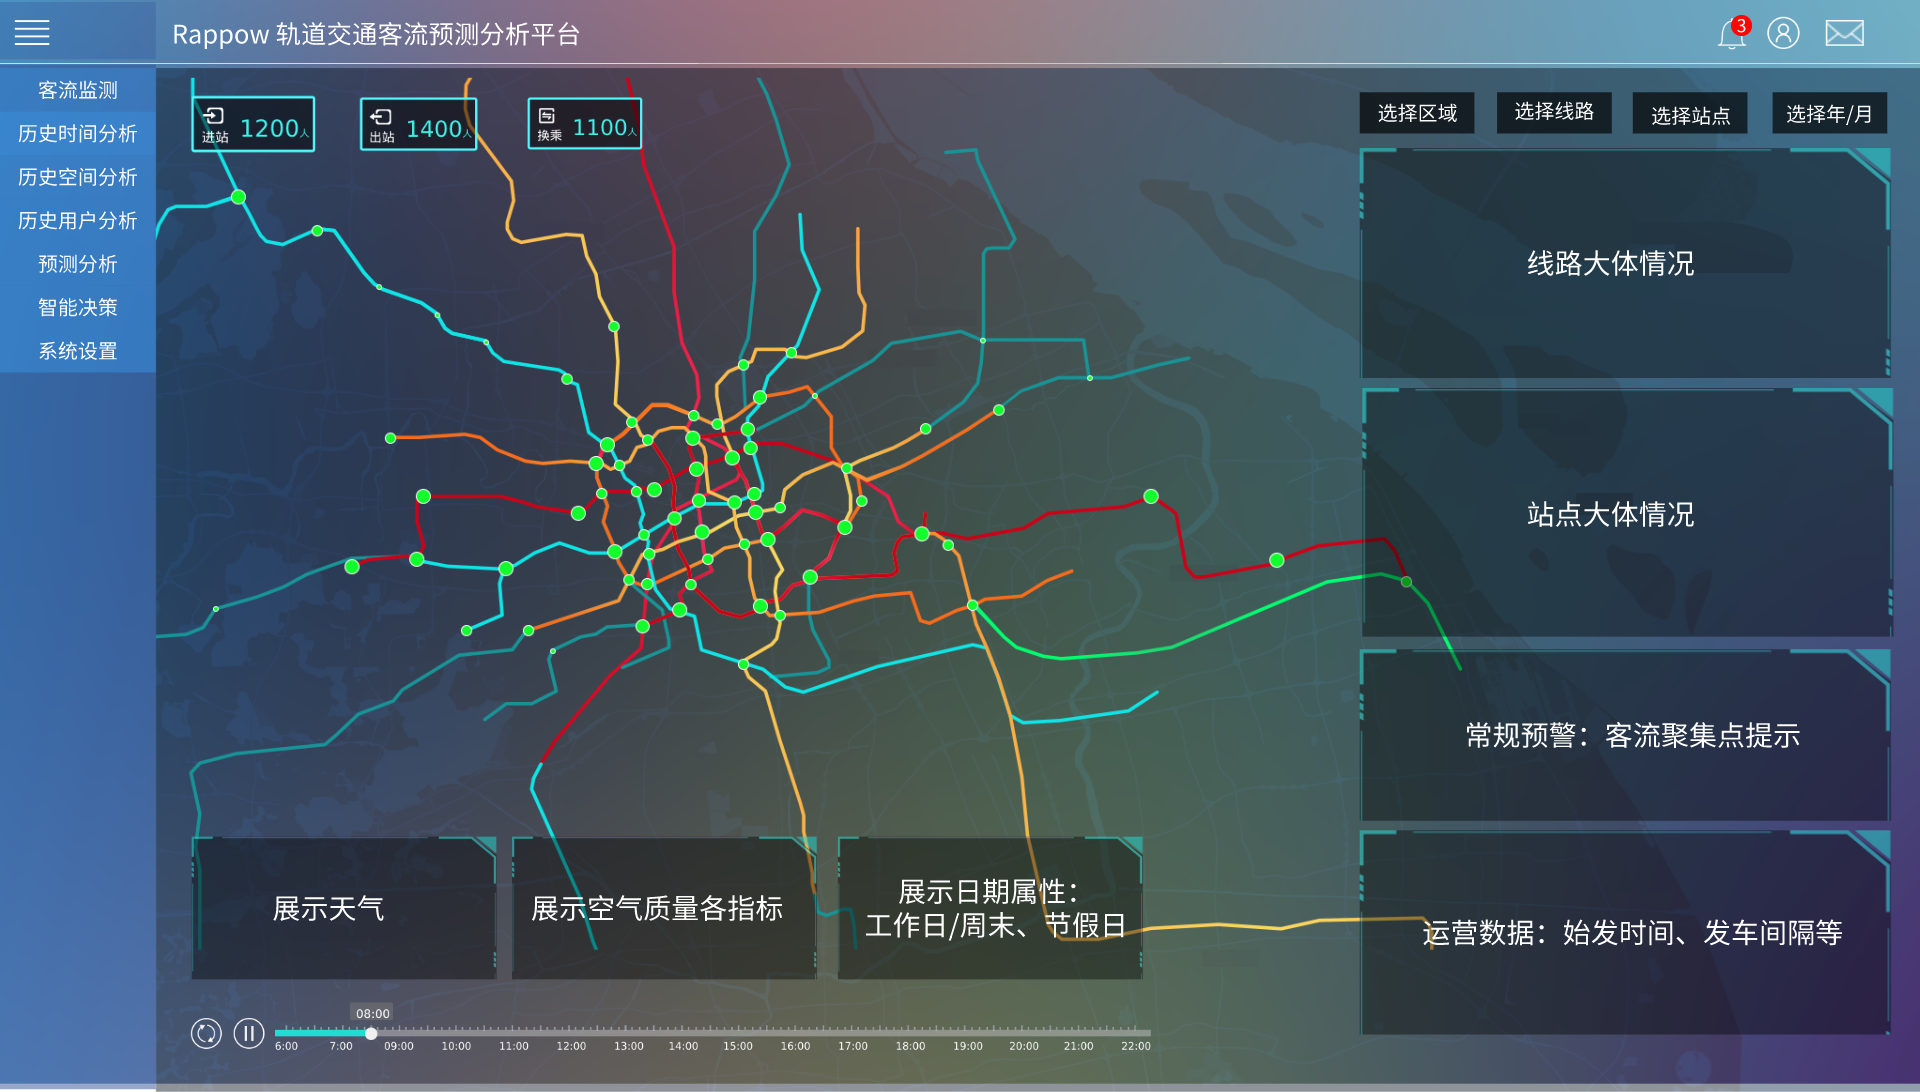 Rappow 轨道交通客流预测分析平台
3
客流监测
历史时间分析
历史空间分析
历史用户分析
预测分析
智能决策
系统设置
进站 1200人
出站 1400人
换乘 1100人
选择区域
选择线路
选择站点
选择年/月
线路大体情况
站点大体情况
常规预警：客流聚集点提示
运营数据：始发时间、发车间隔等
展示天气
展示空气质量各指标
展示日期属性：
工作日/周末、节假日
08:00
6:00 7:00 09:00 10:00 11:00 12:00 13:00 14:00 15:00 16:00 17:00 18:00 19:00 20:00 21:00 22:00